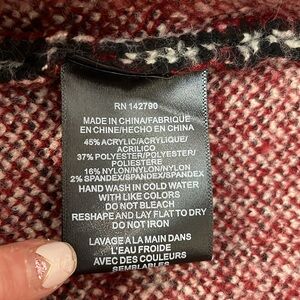 RN 142790
MADE IN CHINA/FABRIQUE
EN CHINE/HECHO EN CHINA
45% ACRYLIC/ACRYLIQUE/
ACRILICO
37% POLYESTER/POLYESTER/
POLIESTERE
16% NYLON/NYLON/NYLON
2% SPANDEX/SPANDEX/SPANDEX
HAND WASH IN COLD WATER
WITH LIKE COLORS
DO NOT BLEACH
RESHAPE AND LAY FLAT TO DRY
DO NOT IRON
LAVAGE A LA MAIN DANS
L'EAU FROIDE
AVEC DES COULEURS
SEMBLABLES